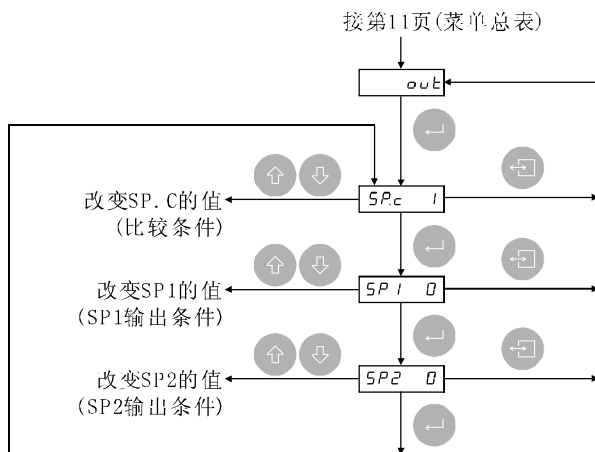 接第11页(菜单总表)
out
SP.c 1
改变SP.C的值
(比较条件)
SP1 0
改变SP1的值
(SP1输出条件)
SP2 0
改变SP2的值
(SP2输出条件)